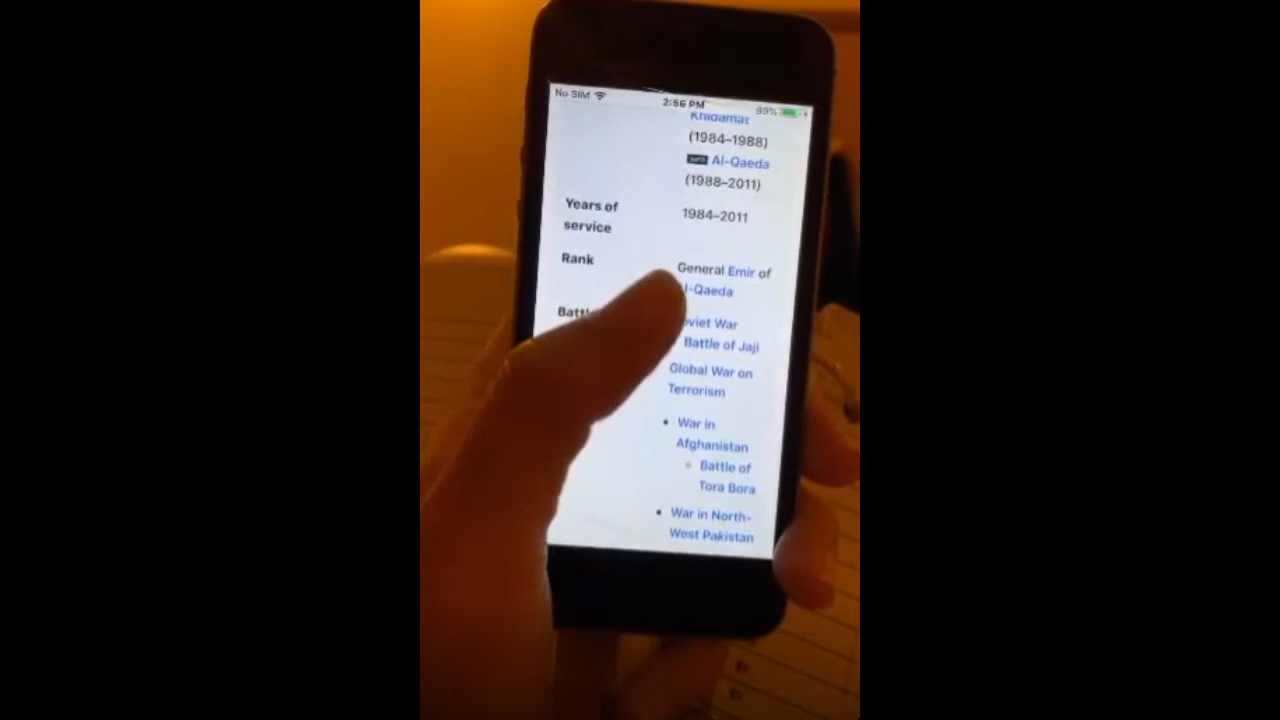 No SIM 2:56 PM 89%
Khidamat
(1984–1988)
Al-Qaeda
(1988–2011)
Years of service 1984–2011
Rank General Emir of
Al-Qaeda
Soviet War
Battle of Jaji
Global War on
Terrorism
• War in
Afghanistan
○ Battle of
Tora Bora
• War in North-
West Pakistan